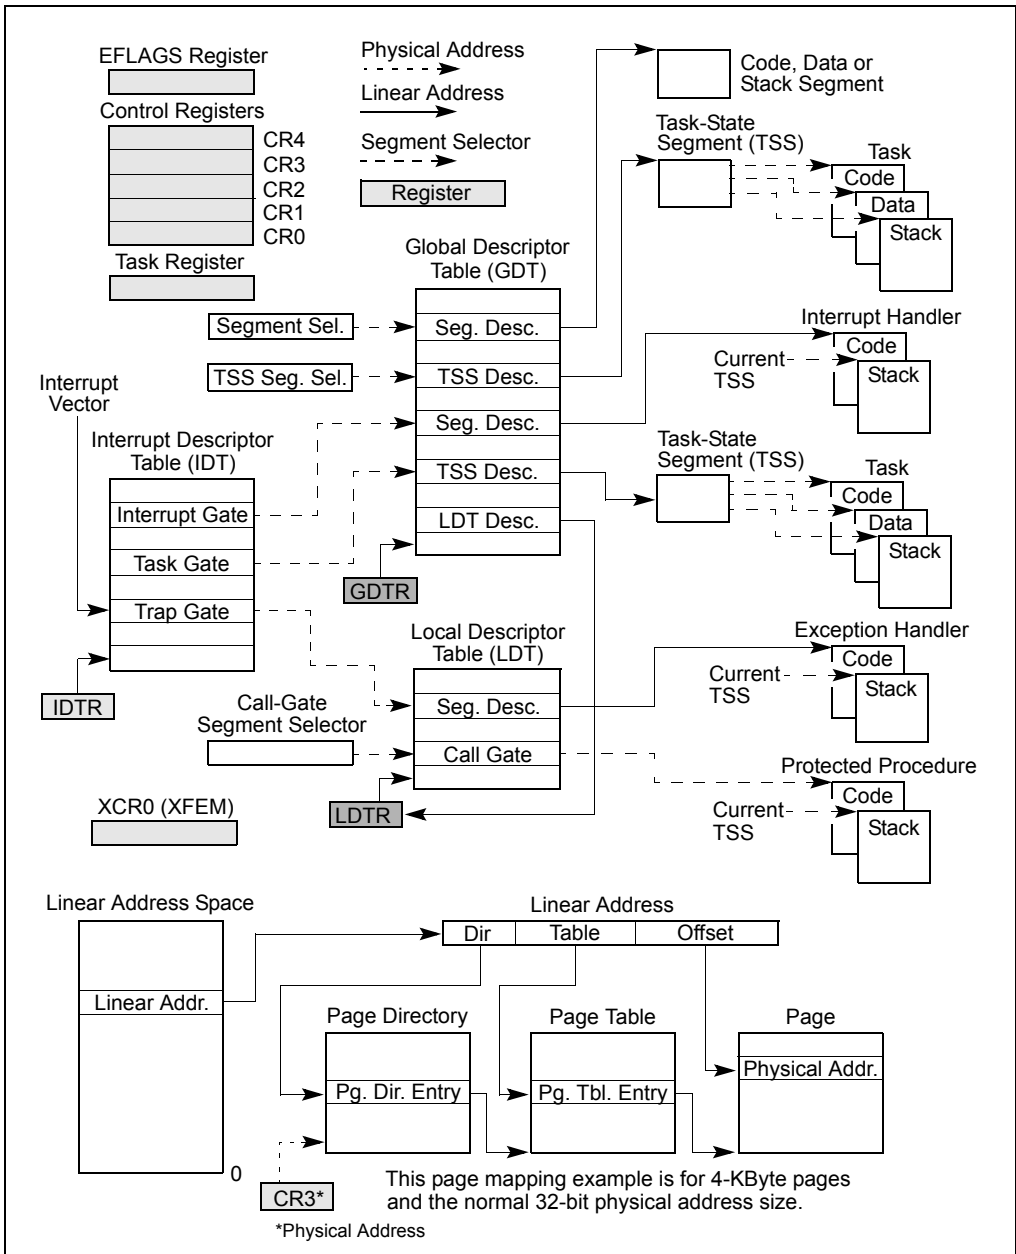 EFLAGS Register
Control Registers
CR4
CR3
CR2
CR1
CR0
Task Register
Physical Address
Linear Address
Segment Selector
Register
Global Descriptor
Table (GDT)
Segment Sel.
TSS Seg. Sel.
Seg. Desc.
TSS Desc.
Seg. Desc.
TSS Desc.
LDT Desc.
GDTR
Code, Data or
Stack Segment
Task-State
Segment (TSS)
Task
Code
Data
Stack
Interrupt Handler
Code
Stack
Current
TSS
Task-State
Segment (TSS)
Task
Code
Data
Stack
Interrupt
Vector
Interrupt Descriptor
Table (IDT)
Interrupt Gate
Task Gate
Trap Gate
IDTR
Call-Gate
Segment Selector
Local Descriptor
Table (LDT)
Seg. Desc.
Call Gate
LDTR
Exception Handler
Code
Stack
Current
TSS
Protected Procedure
Code
Stack
Current
TSS
XCR0 (XFEM)
Linear Address Space
Linear Addr.
0
Linear Address
Dir
Table
Offset
Page Directory
Pg. Dir. Entry
Page Table
Pg. Tbl. Entry
Page
Physical Addr.
CR3*
*Physical Address
This page mapping example is for 4-KByte pages
and the normal 32-bit physical address size.